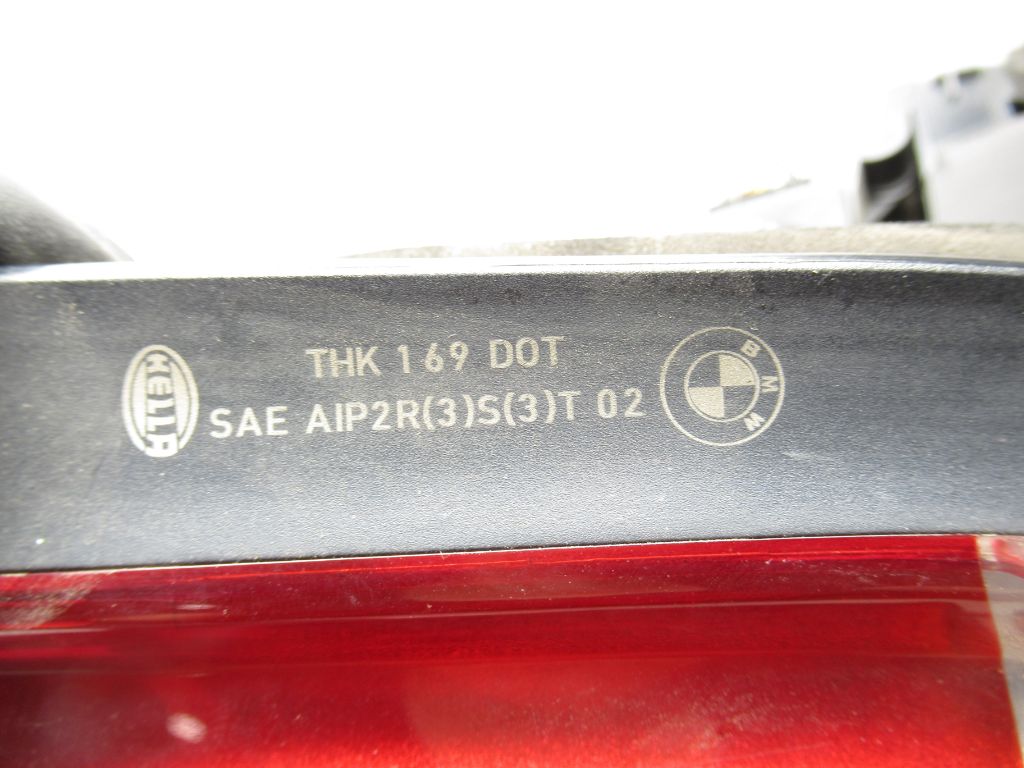 HELLA
THK 169 DOT
SAE AIP2R(3)S(3)T 02
BMW